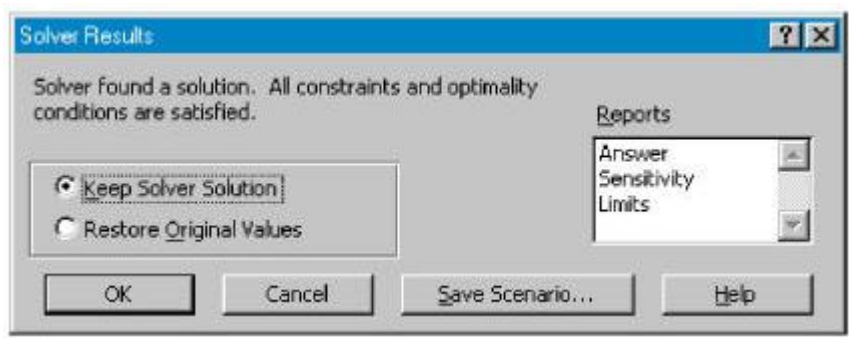 Solver Results
Solver found a solution. All constraints and optimality
conditions are satisfied.
Reports
Answer
Sensitivity
Limits
Keep Solver Solution
Restore Original Values
OK
Cancel
Save Scenario...
Help